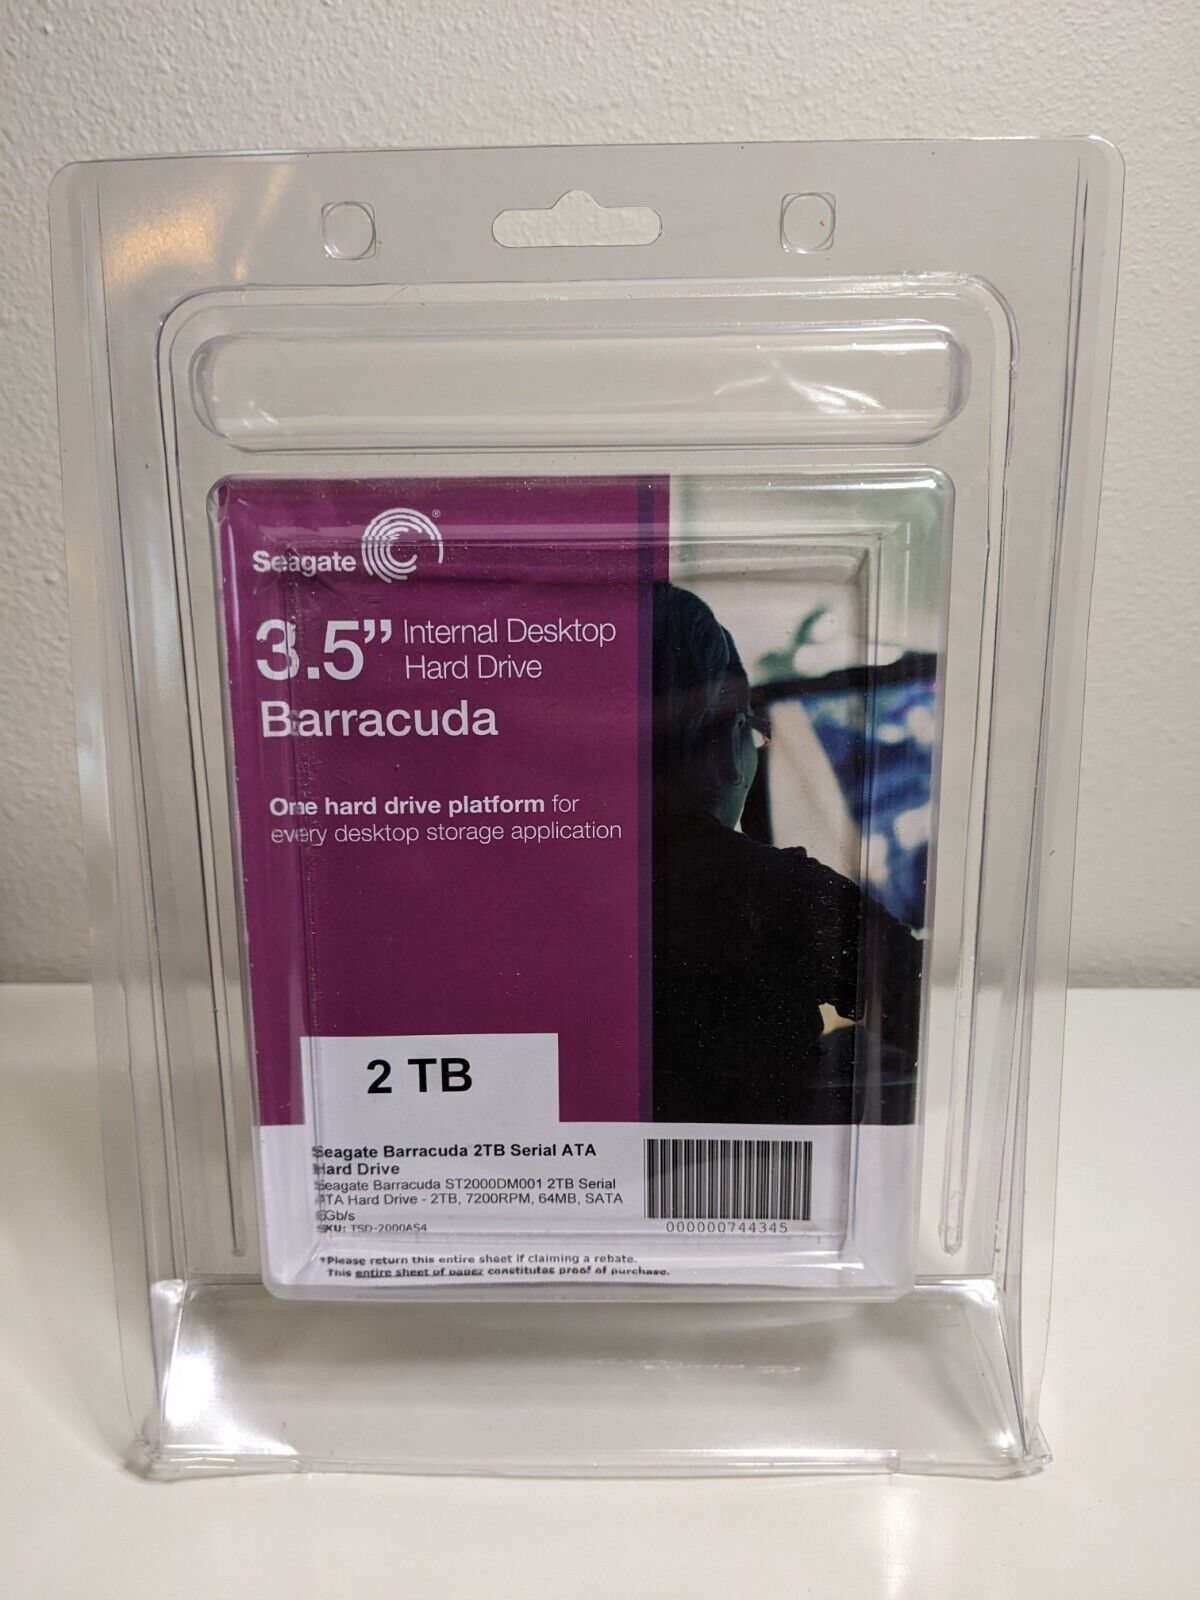 Seagate®
3.5” Internal Desktop
Hard Drive
Barracuda
One hard drive platform for
every desktop storage application
2 TB
Seagate Barracuda 2TB Serial ATA
Hard Drive
Seagate Barracuda ST2000DM001 2TB Serial
ATA Hard Drive - 2TB, 7200RPM, 64MB, SATA
6Gb/s
SKU: TSD-2000AS4
000000744345
*Please return this entire sheet if claiming a rebate.
This entire sheet of paper constitutes proof of purchase.